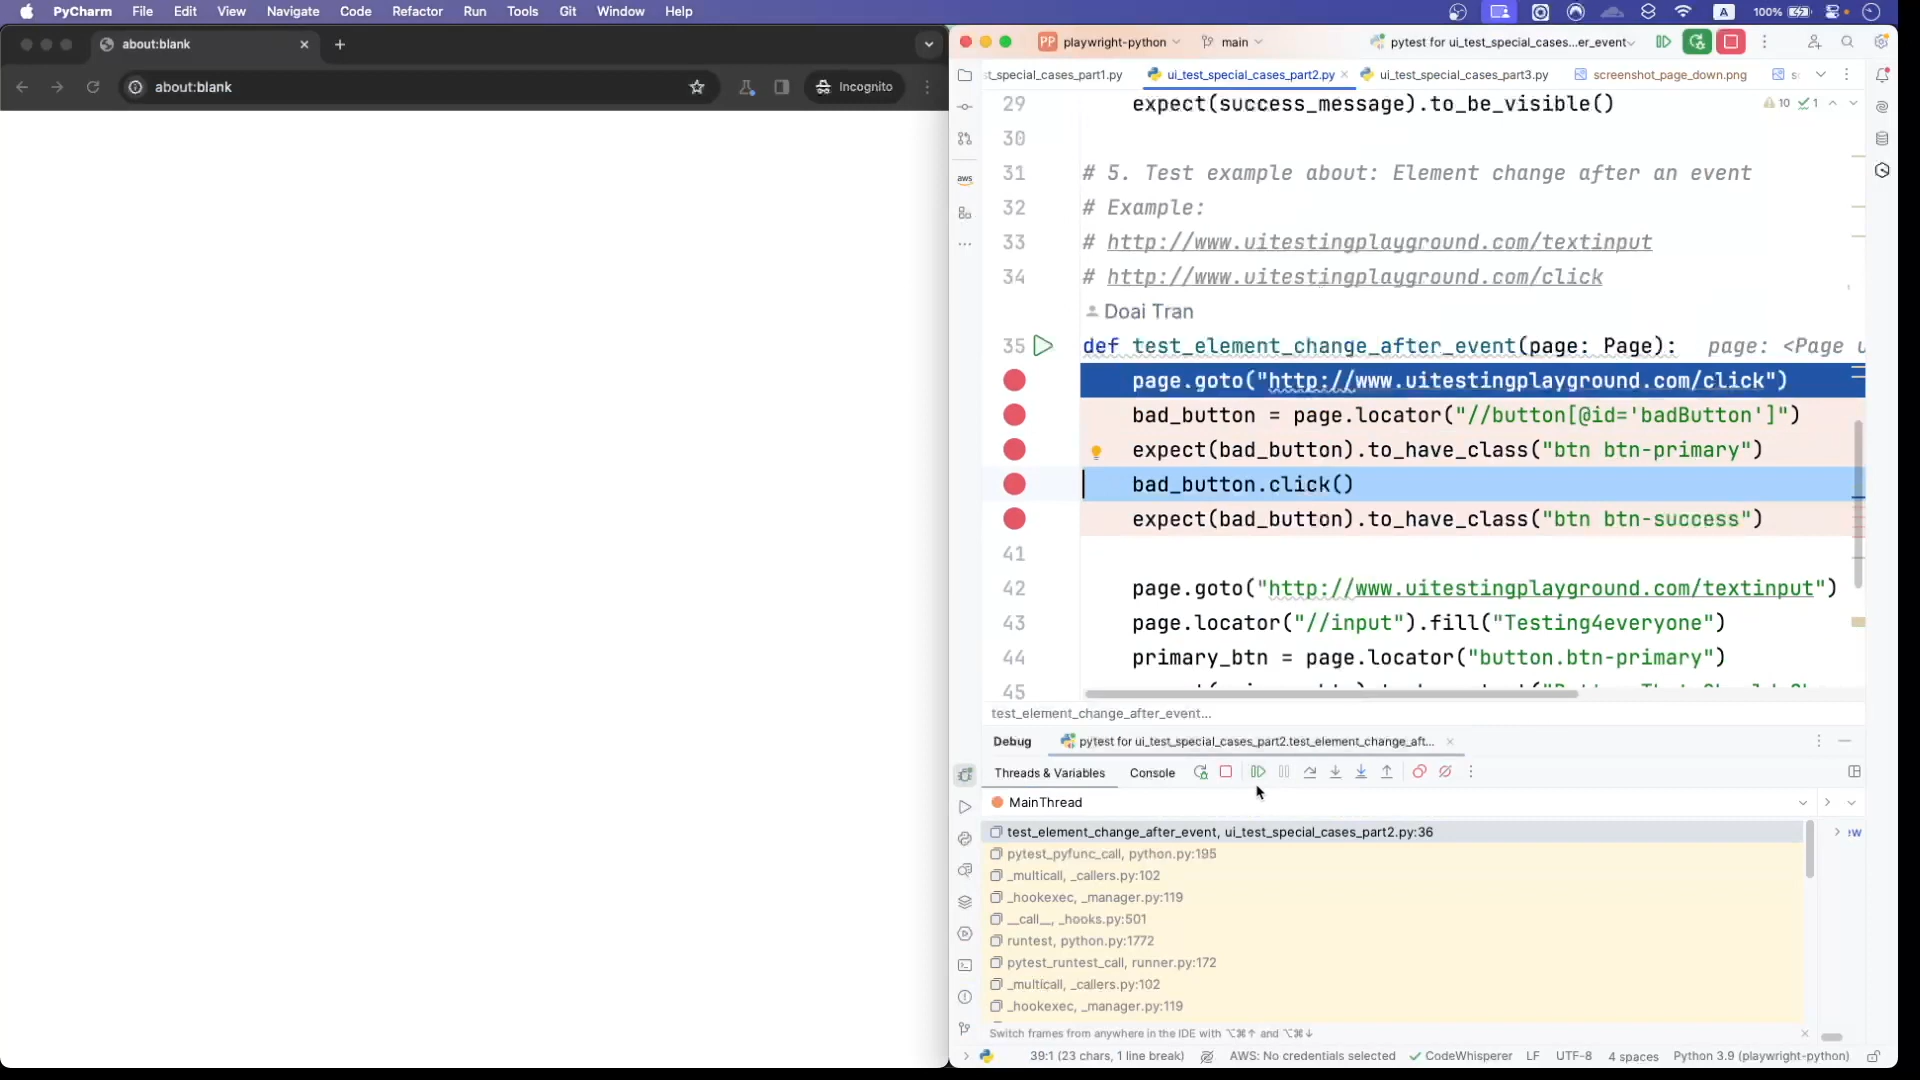 PyCharm File Edit View Navigate Code Refactor Run Tools Git Window Help A 100%
about:blank
about:blank Incognito
PP playwright-python main pytest for ui_test_special_cases...er_event
st_special_cases_part1.py ui_test_special_cases_part2.py ui_test_special_cases_part3.py screenshot_page_down.png
29 expect(success_message).to_be_visible() 10 1
30
31 # 5. Test example about: Element change after an event
32 # Example:
33 # http://www.uitestingplayground.com/textinput
34 # http://www.uitestingplayground.com/click
Doai Tran
35 def test_element_change_after_event(page: Page): page: <Page u
page.goto("http://www.uitestingplayground.com/click")
bad_button = page.locator("//button[@id='badButton']")
expect(bad_button).to_have_class("btn btn-primary")
bad_button.click()
expect(bad_button).to_have_class("btn btn-success")
41
42 page.goto("http://www.uitestingplayground.com/textinput")
43 page.locator("//input").fill("Testing4everyone")
44 primary_btn = page.locator("button.btn-primary")
45
aws
test_element_change_after_event...
Debug pytest for ui_test_special_cases_part2.test_element_change_aft...
Threads & Variables Console
MainThread
test_element_change_after_event, ui_test_special_cases_part2.py:36
pytest_pyfunc_call, python.py:195
_multicall, _callers.py:102
_hookexec, _manager.py:119
__call__, _hooks.py:501
runtest, python.py:1772
pytest_runtest_call, runner.py:172
_multicall, _callers.py:102
_hookexec, _manager.py:119
Switch frames from anywhere in the IDE with ⌥⌘↑ and ⌥⌘↓
39:1 (23 chars, 1 line break) AWS: No credentials selected CodeWhisperer LF UTF-8 4 spaces Python 3.9 (playwright-python)